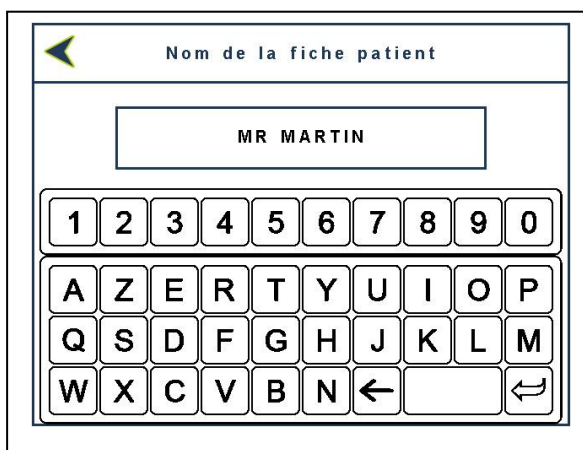 Nom de la fiche patient
MR MARTIN
1 2 3 4 5 6 7 8 9 0
A Z E R T Y U I O P
Q S D F G H J K L M
W X C V B N